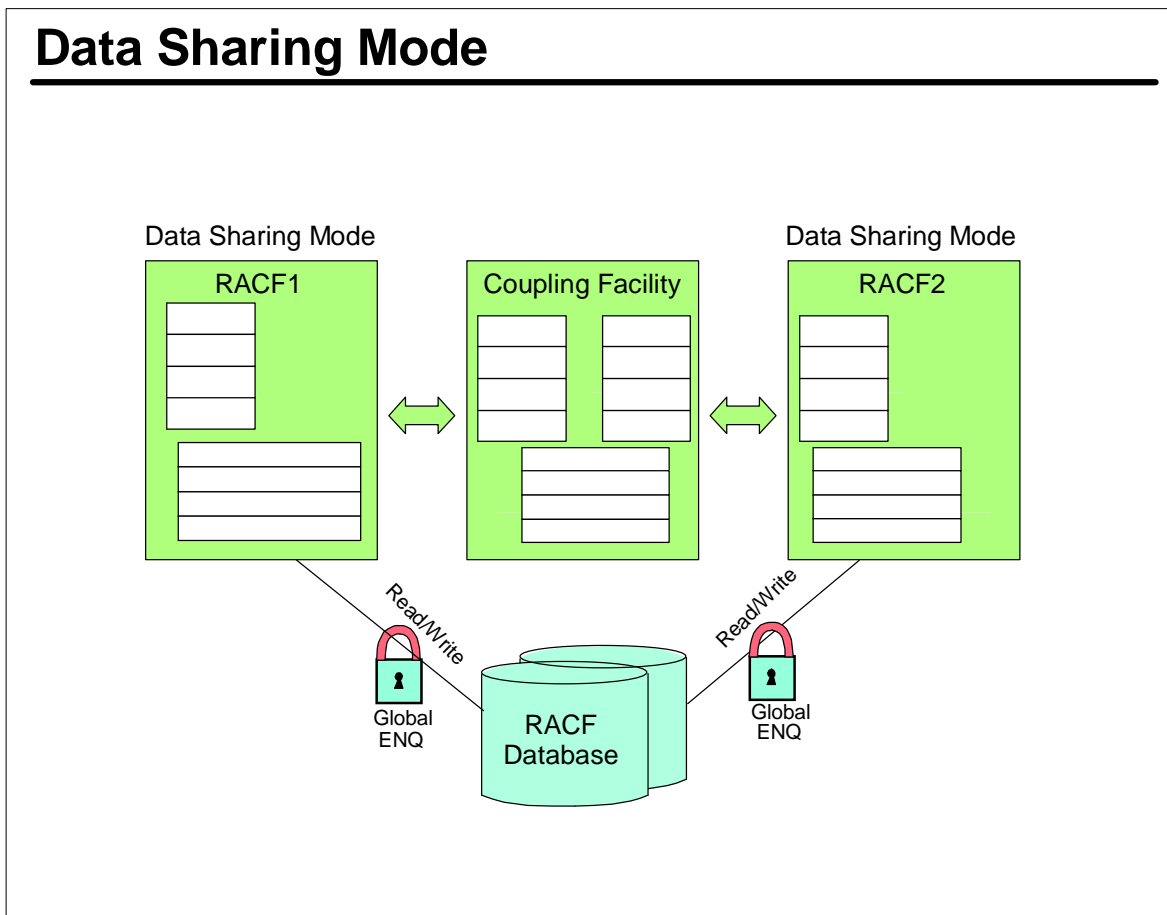 Data Sharing Mode
Data Sharing Mode
Data Sharing Mode
RACF1
Coupling Facility
RACF2
Read/Write
Read/Write
Global
ENQ
Global
ENQ
RACF
Database